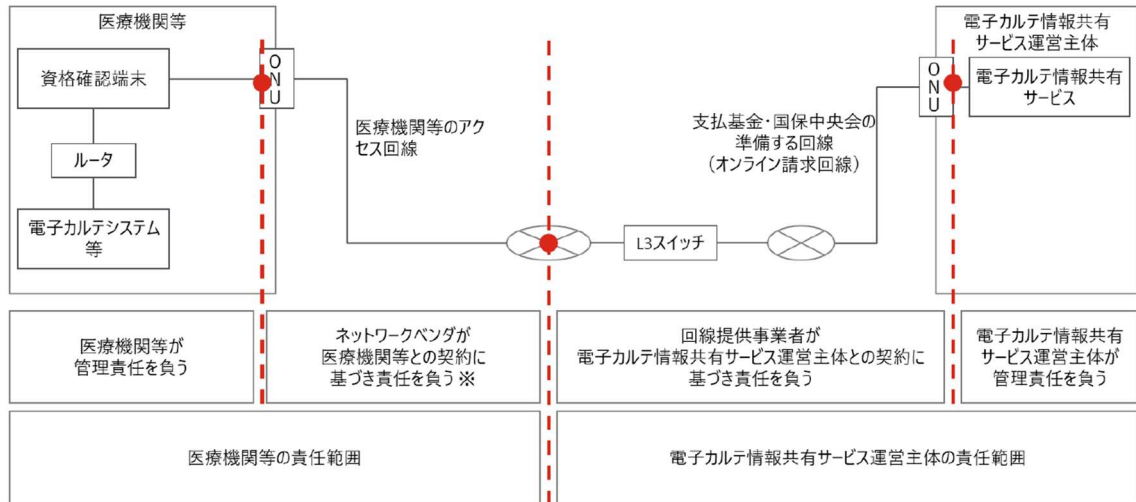 医療機関等
資格確認端末
ルータ
電子カルテシステム
等
ONU
医療機関等のアク
セス回線
L3スイッチ
支払基金・国保中央会の
準備する回線
（オンライン請求回線）
ONU
電子カルテ情報共有
サービス運営主体
電子カルテ情報共有
サービス
医療機関等が
管理責任を負う
ネットワークベンダが
医療機関等との契約に
基づき責任を負う※
回線提供事業者が
電子カルテ情報共有サービス運営主体との契約に
基づき責任を負う
電子カルテ情報共有
サービス運営主体が
管理責任を負う
医療機関等の責任範囲
電子カルテ情報共有サービス運営主体の責任範囲